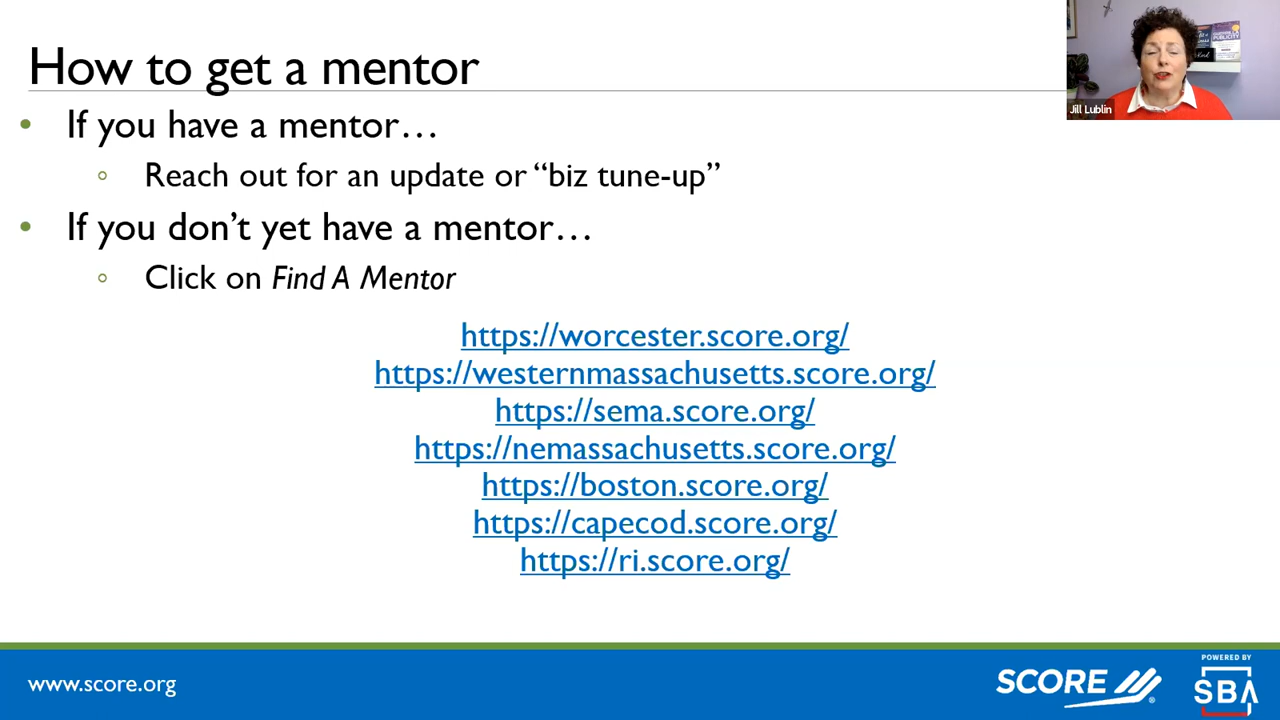 How to get a mentor
• If you have a mentor…
◦ Reach out for an update or “biz tune-up”
• If you don’t yet have a mentor…
◦ Click on Find A Mentor
https://worcester.score.org/
https://westernmassachusetts.score.org/
https://sema.score.org/
https://nemassachusetts.score.org/
https://boston.score.org/
https://capecod.score.org/
https://ri.score.org/
PUBLICITY
Jill Lublin
www.score.org
SCORE
POWERED BY
SBA